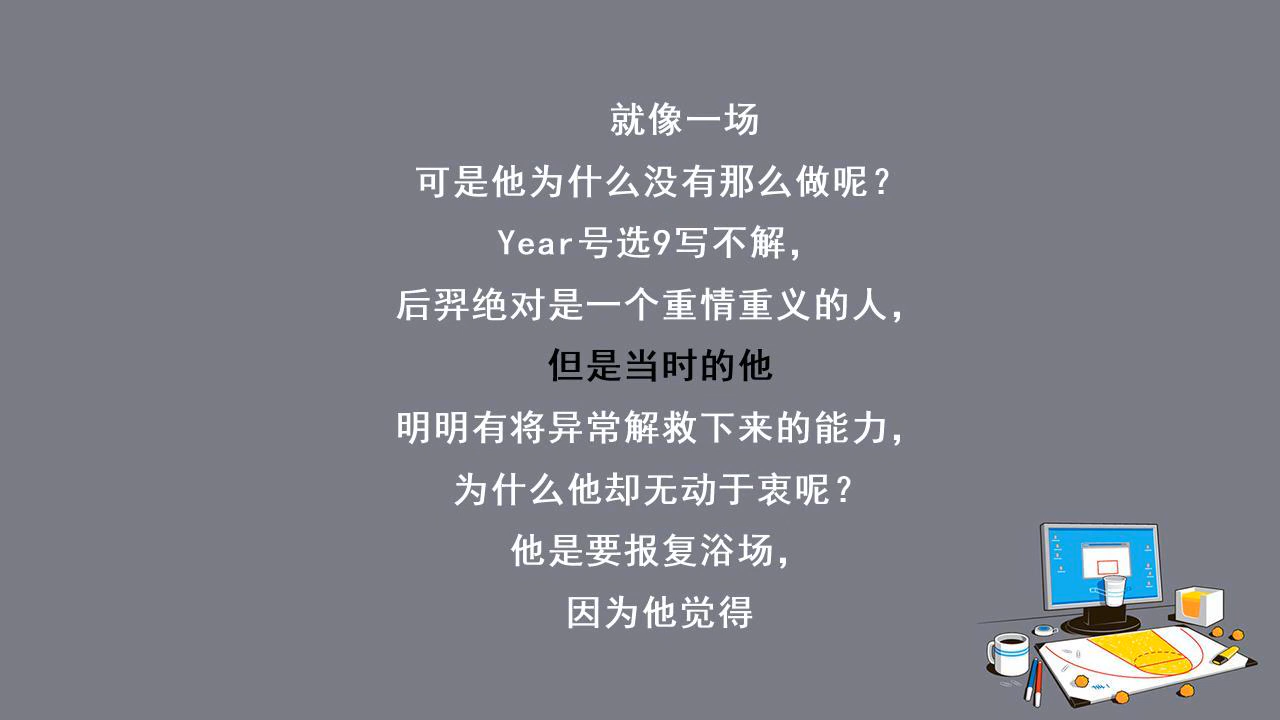 就像一场
可是他为什么没有那么做呢？
Year号选9写不解，
后羿绝对是一个重情重义的人，
但是当时的他
明明有将异常解救下来的能力，
为什么他却无动于衷呢？
他是要报复浴场，
因为他觉得